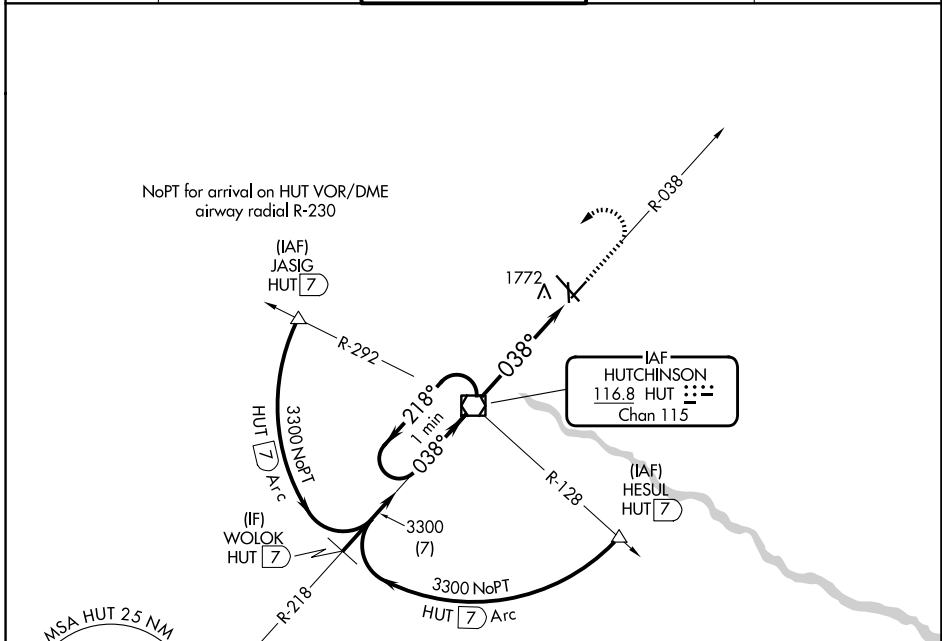 NoPT for arrival on HUT VOR/DME
airway radial R-230
(IAF)
JASIG
HUT 7
R-292
R-038
1772
038°
IAF
HUTCHINSON
116.8 HUT
Chan 115
218°
1 min
038°
3300 NoPT
HUT 7 Arc
R-128
(IAF)
HESUL
HUT 7
(IF)
WOLOK
HUT 7
3300
(7)
3300 NoPT
HUT 7 Arc
R-218
MSA HUT 25 NM